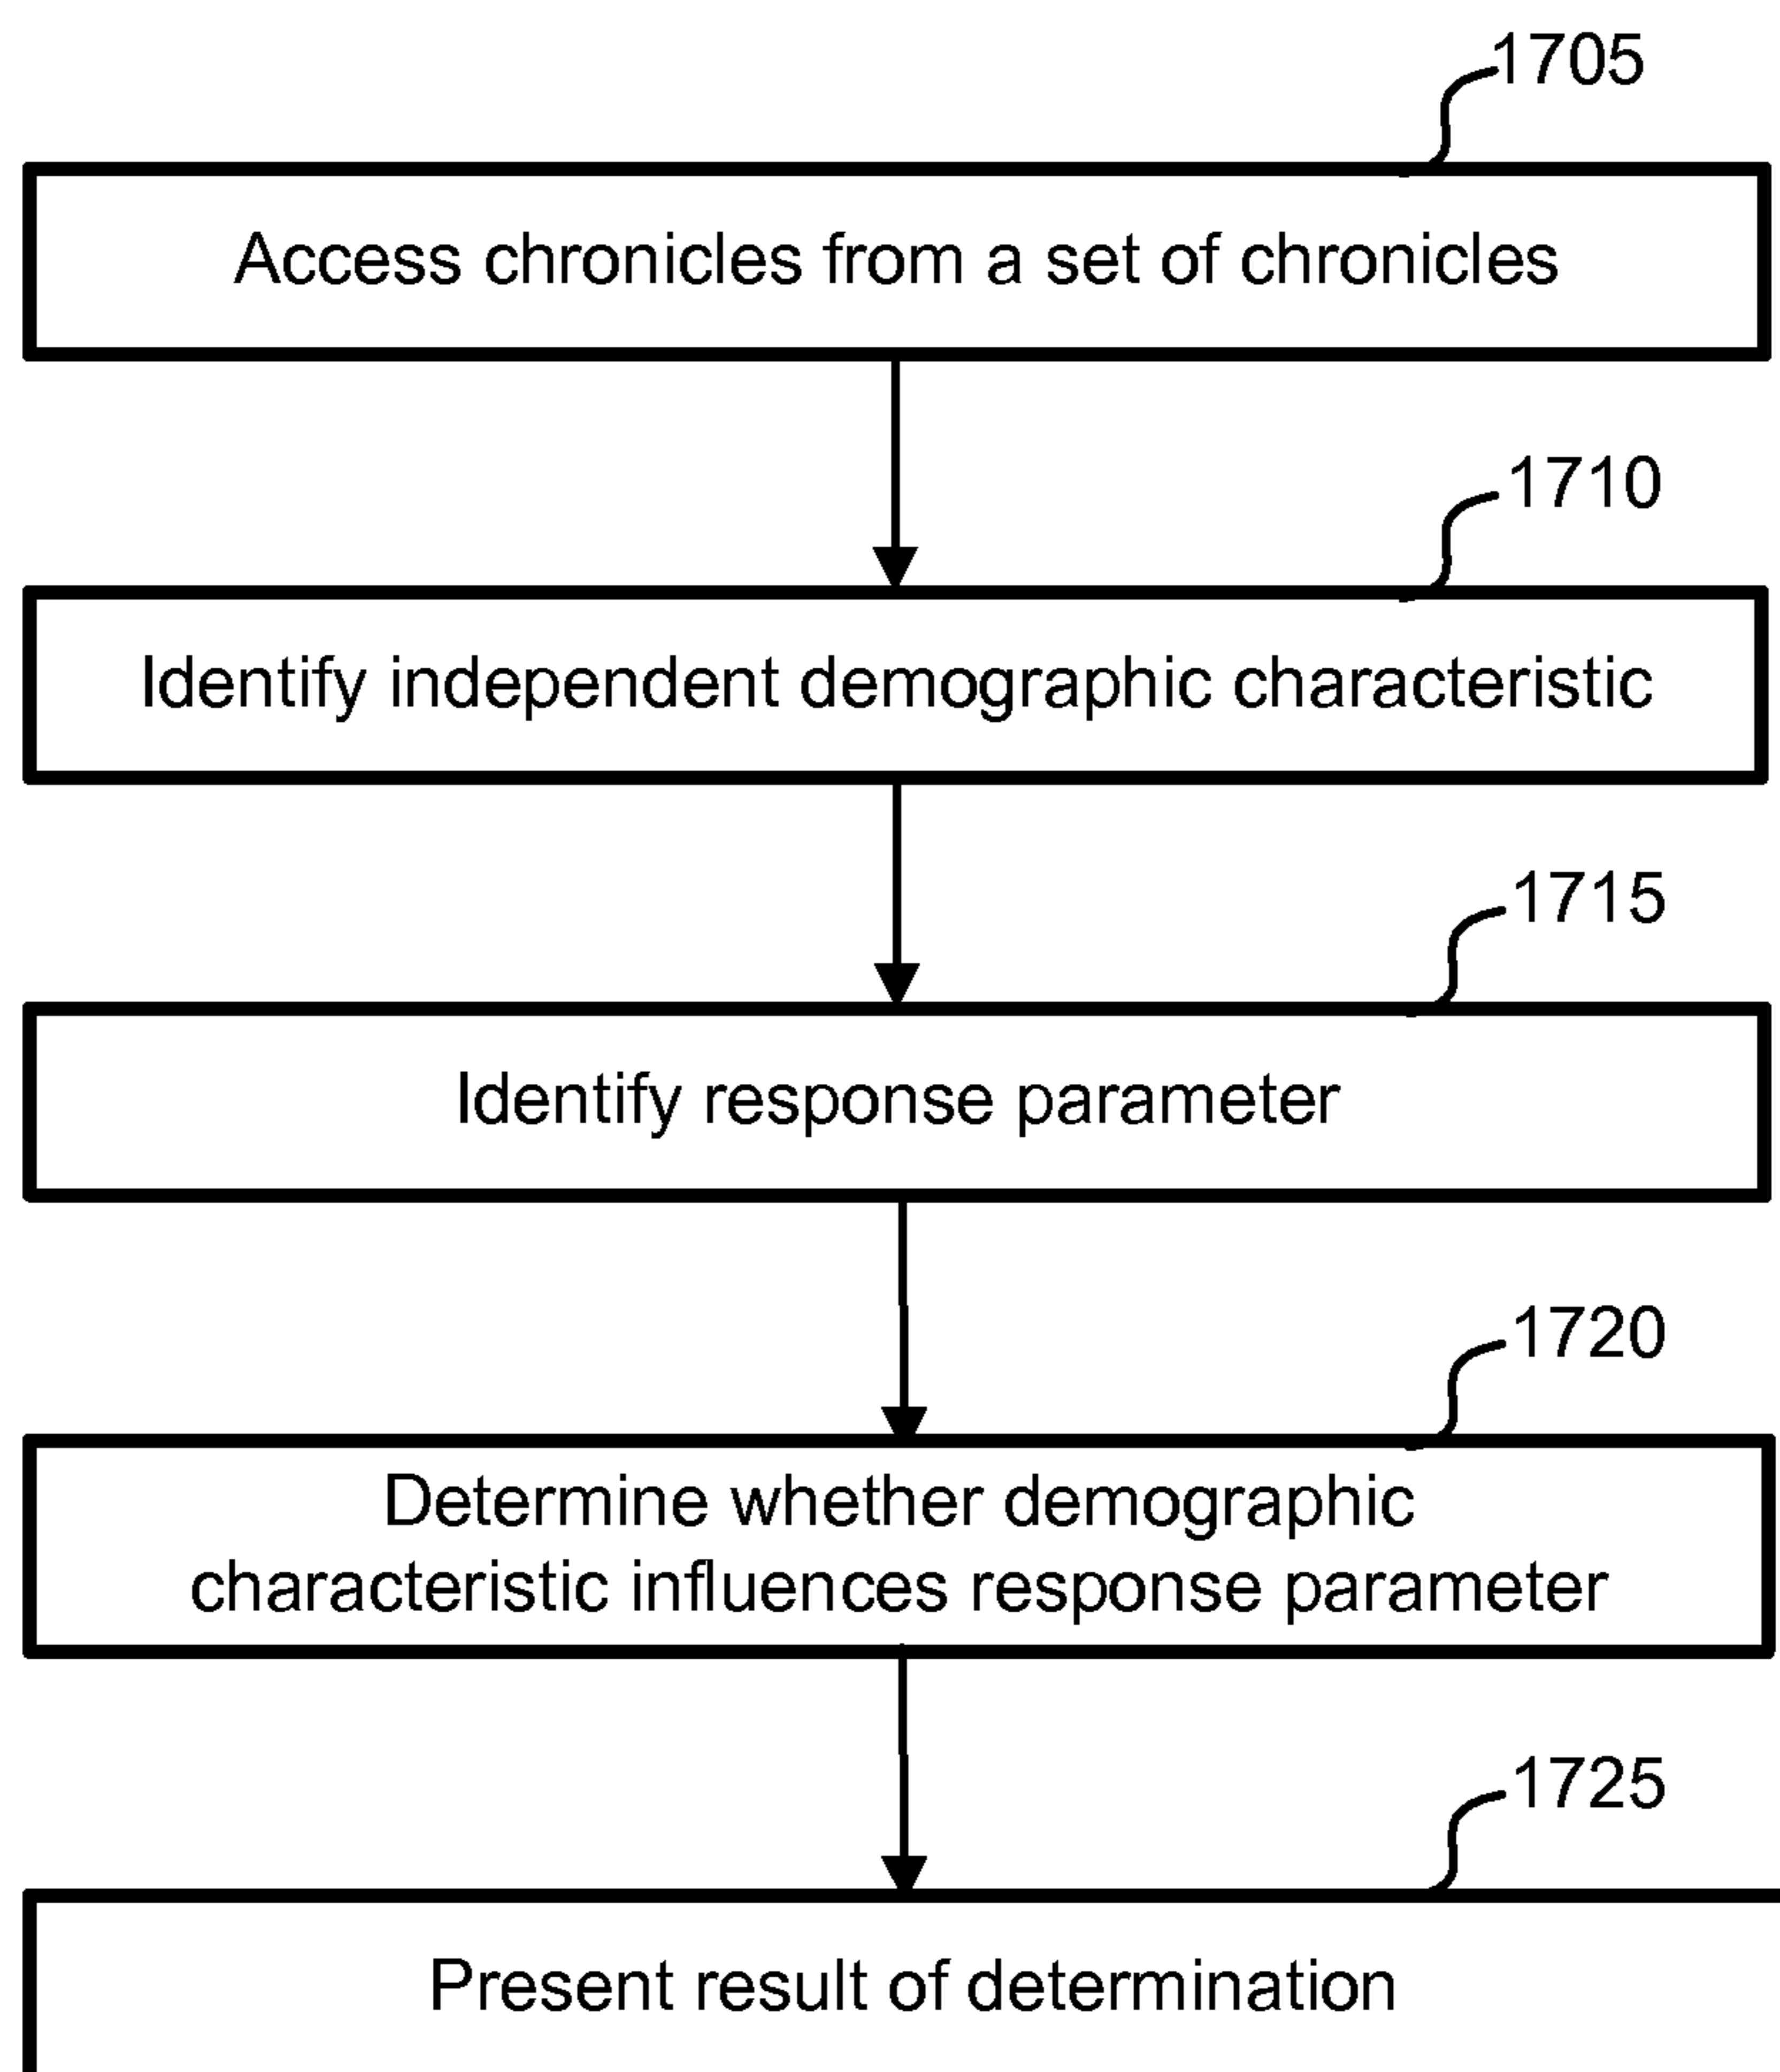 1705
Access chronicles from a set of chronicles
1710
Identify independent demographic characteristic
1715
Identify response parameter
1720
Determine whether demographic
characteristic influences response parameter
1725
Present result of determination